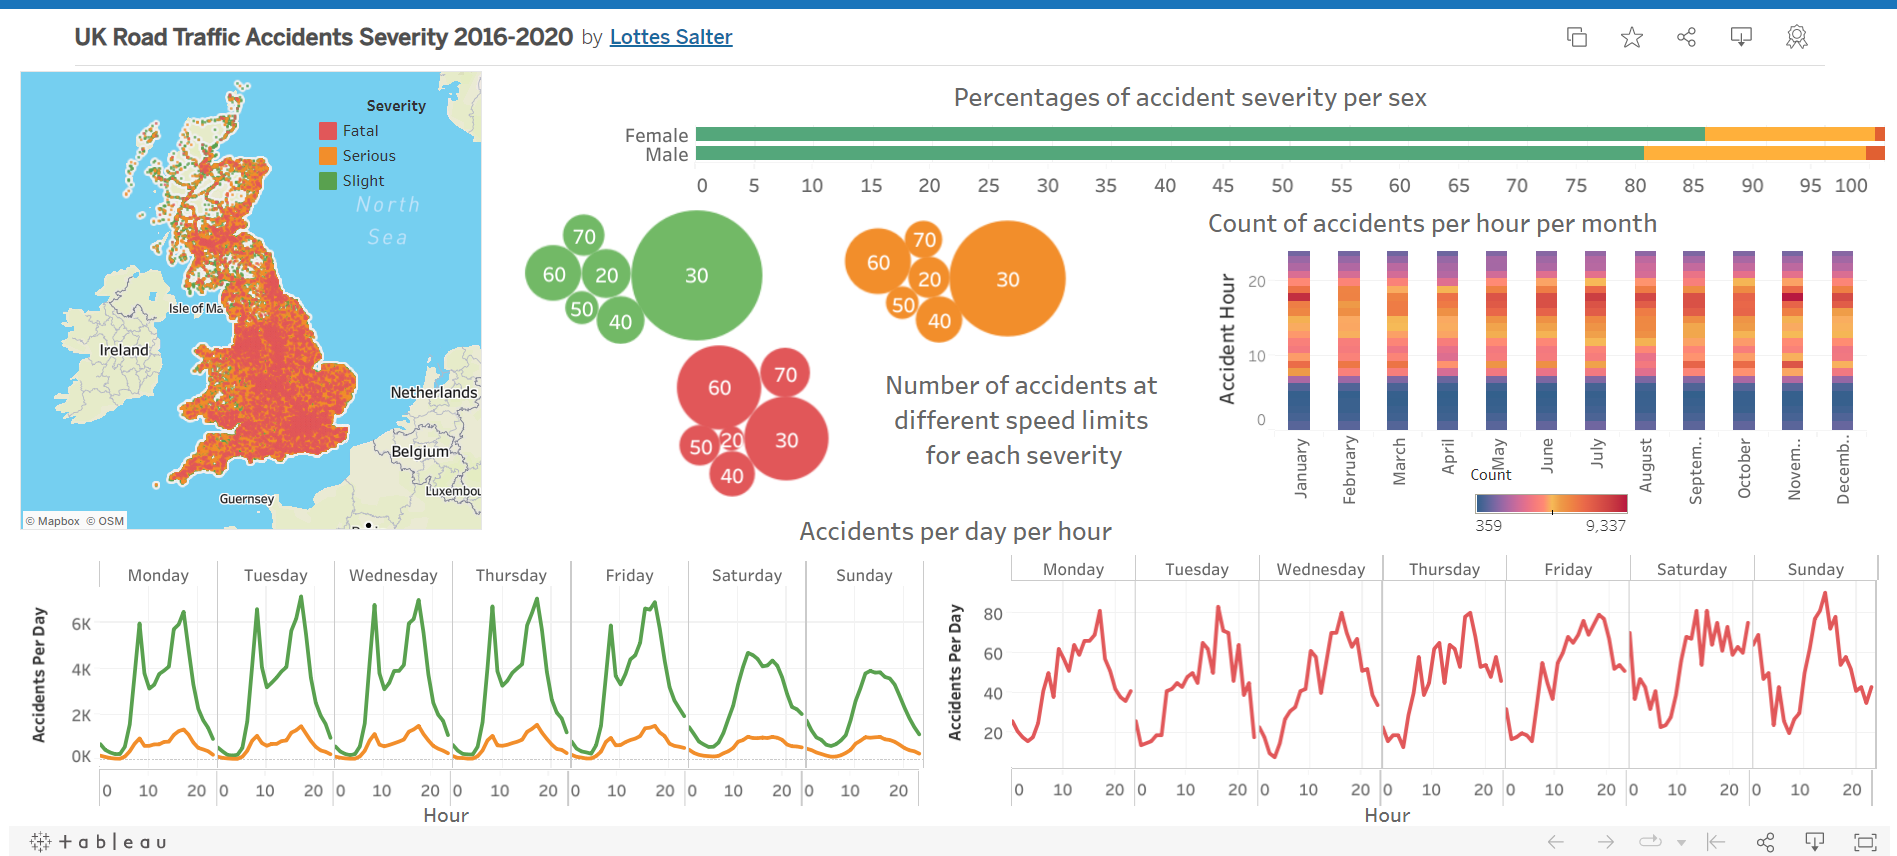 UK Road Traffic Accidents Severity 2016-2020 by Lottes Salter
Severity
Fatal
Serious
Slight
North
Sea
Isle of Ma
Ireland
Netherlands
Belgium
Luxembou
Guernsey
© Mapbox © OSM
Percentages of accident severity per sex
Female
Male
0 5 10 15 20 25 30 35 40 45 50 55 60 65 70 75 80 85 90 95 100
70
60 20 30
50 40
70
60 20 30
50 40
60 70
50 20 30
40
Number of accidents at
different speed limits
for each severity
Count of accidents per hour per month
Accident Hour
20
10
0
January February March April May June July August Septem.. October Novem.. Decemb..
Count
359 9,337
Accidents per day per hour
Monday Tuesday Wednesday Thursday Friday Saturday Sunday
Accidents Per Day
6K
4K
2K
0K
0 10 20 0 10 20 0 10 20 0 10 20 0 10 20 0 10 20 0 10 20
Hour
Monday Tuesday Wednesday Thursday Friday Saturday Sunday
Accidents Per Day
80
60
40
20
0 10 20 0 10 20 0 10 20 0 10 20 0 10 20 0 10 20 0 10 20
Hour
+ableau